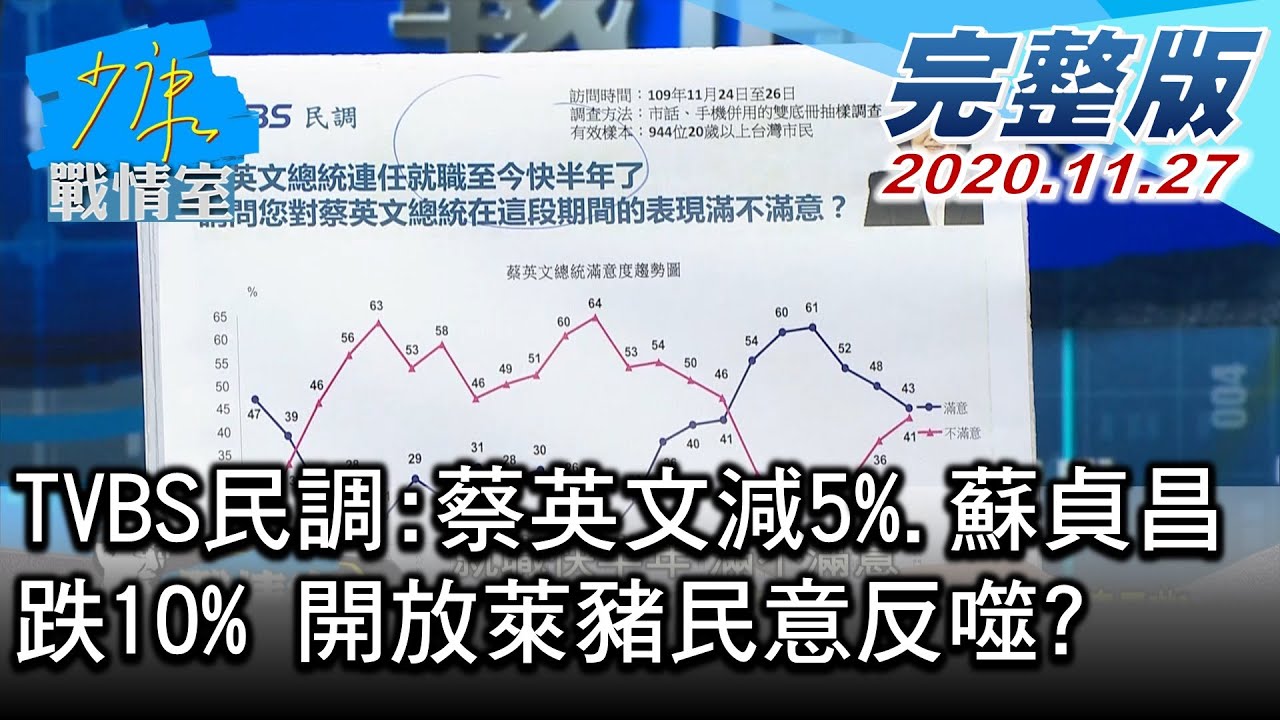 少康
戰情室
完整版
2020.11.27
BS 民調
訪問時間：109年11月24日至26日
調查方法：市話、手機併用的雙底冊抽樣調查
有效樣本：944位20歲以上台灣市民
英文總統連任就職至今快半年了
請問您對蔡英文總統在這段期間的表現滿不滿意？
蔡英文總統滿意度趨勢圖
%
65
60
55
50
45
40
35
47 39 31 28 30 40 41 54 60 61 52 48 43
46 56 63 53 58 46 49 51 60 64 53 54 50 46 36 41
滿意
不滿意
TVBS民調:蔡英文減5%.蘇貞昌
跌10% 開放萊豬民意反噬?